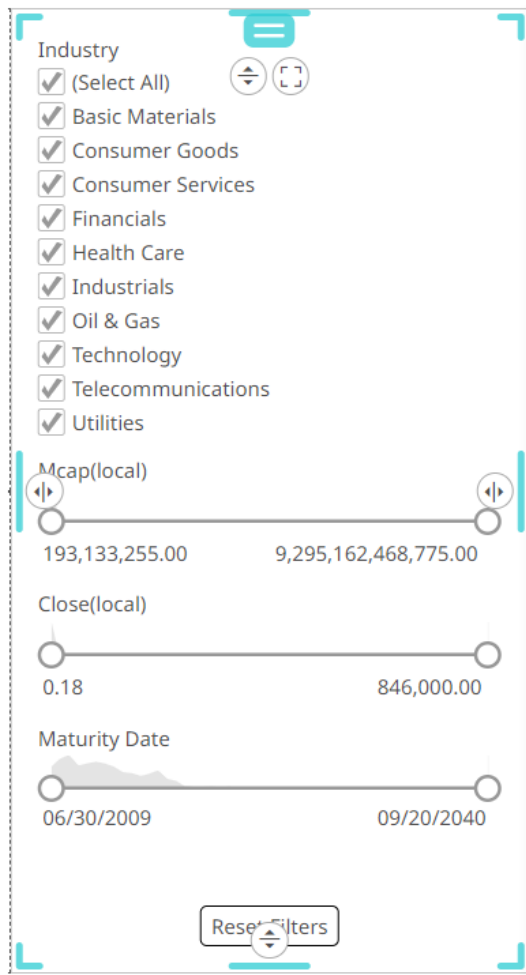 Industry
(Select All)
Basic Materials
Consumer Goods
Consumer Services
Financials
Health Care
Industrials
Oil & Gas
Technology
Telecommunications
Utilities
Mcap(local)
193,133,255.00 9,295,162,468,775.00
Close(local)
0.18 846,000.00
Maturity Date
06/30/2009 09/20/2040
Reset Filters